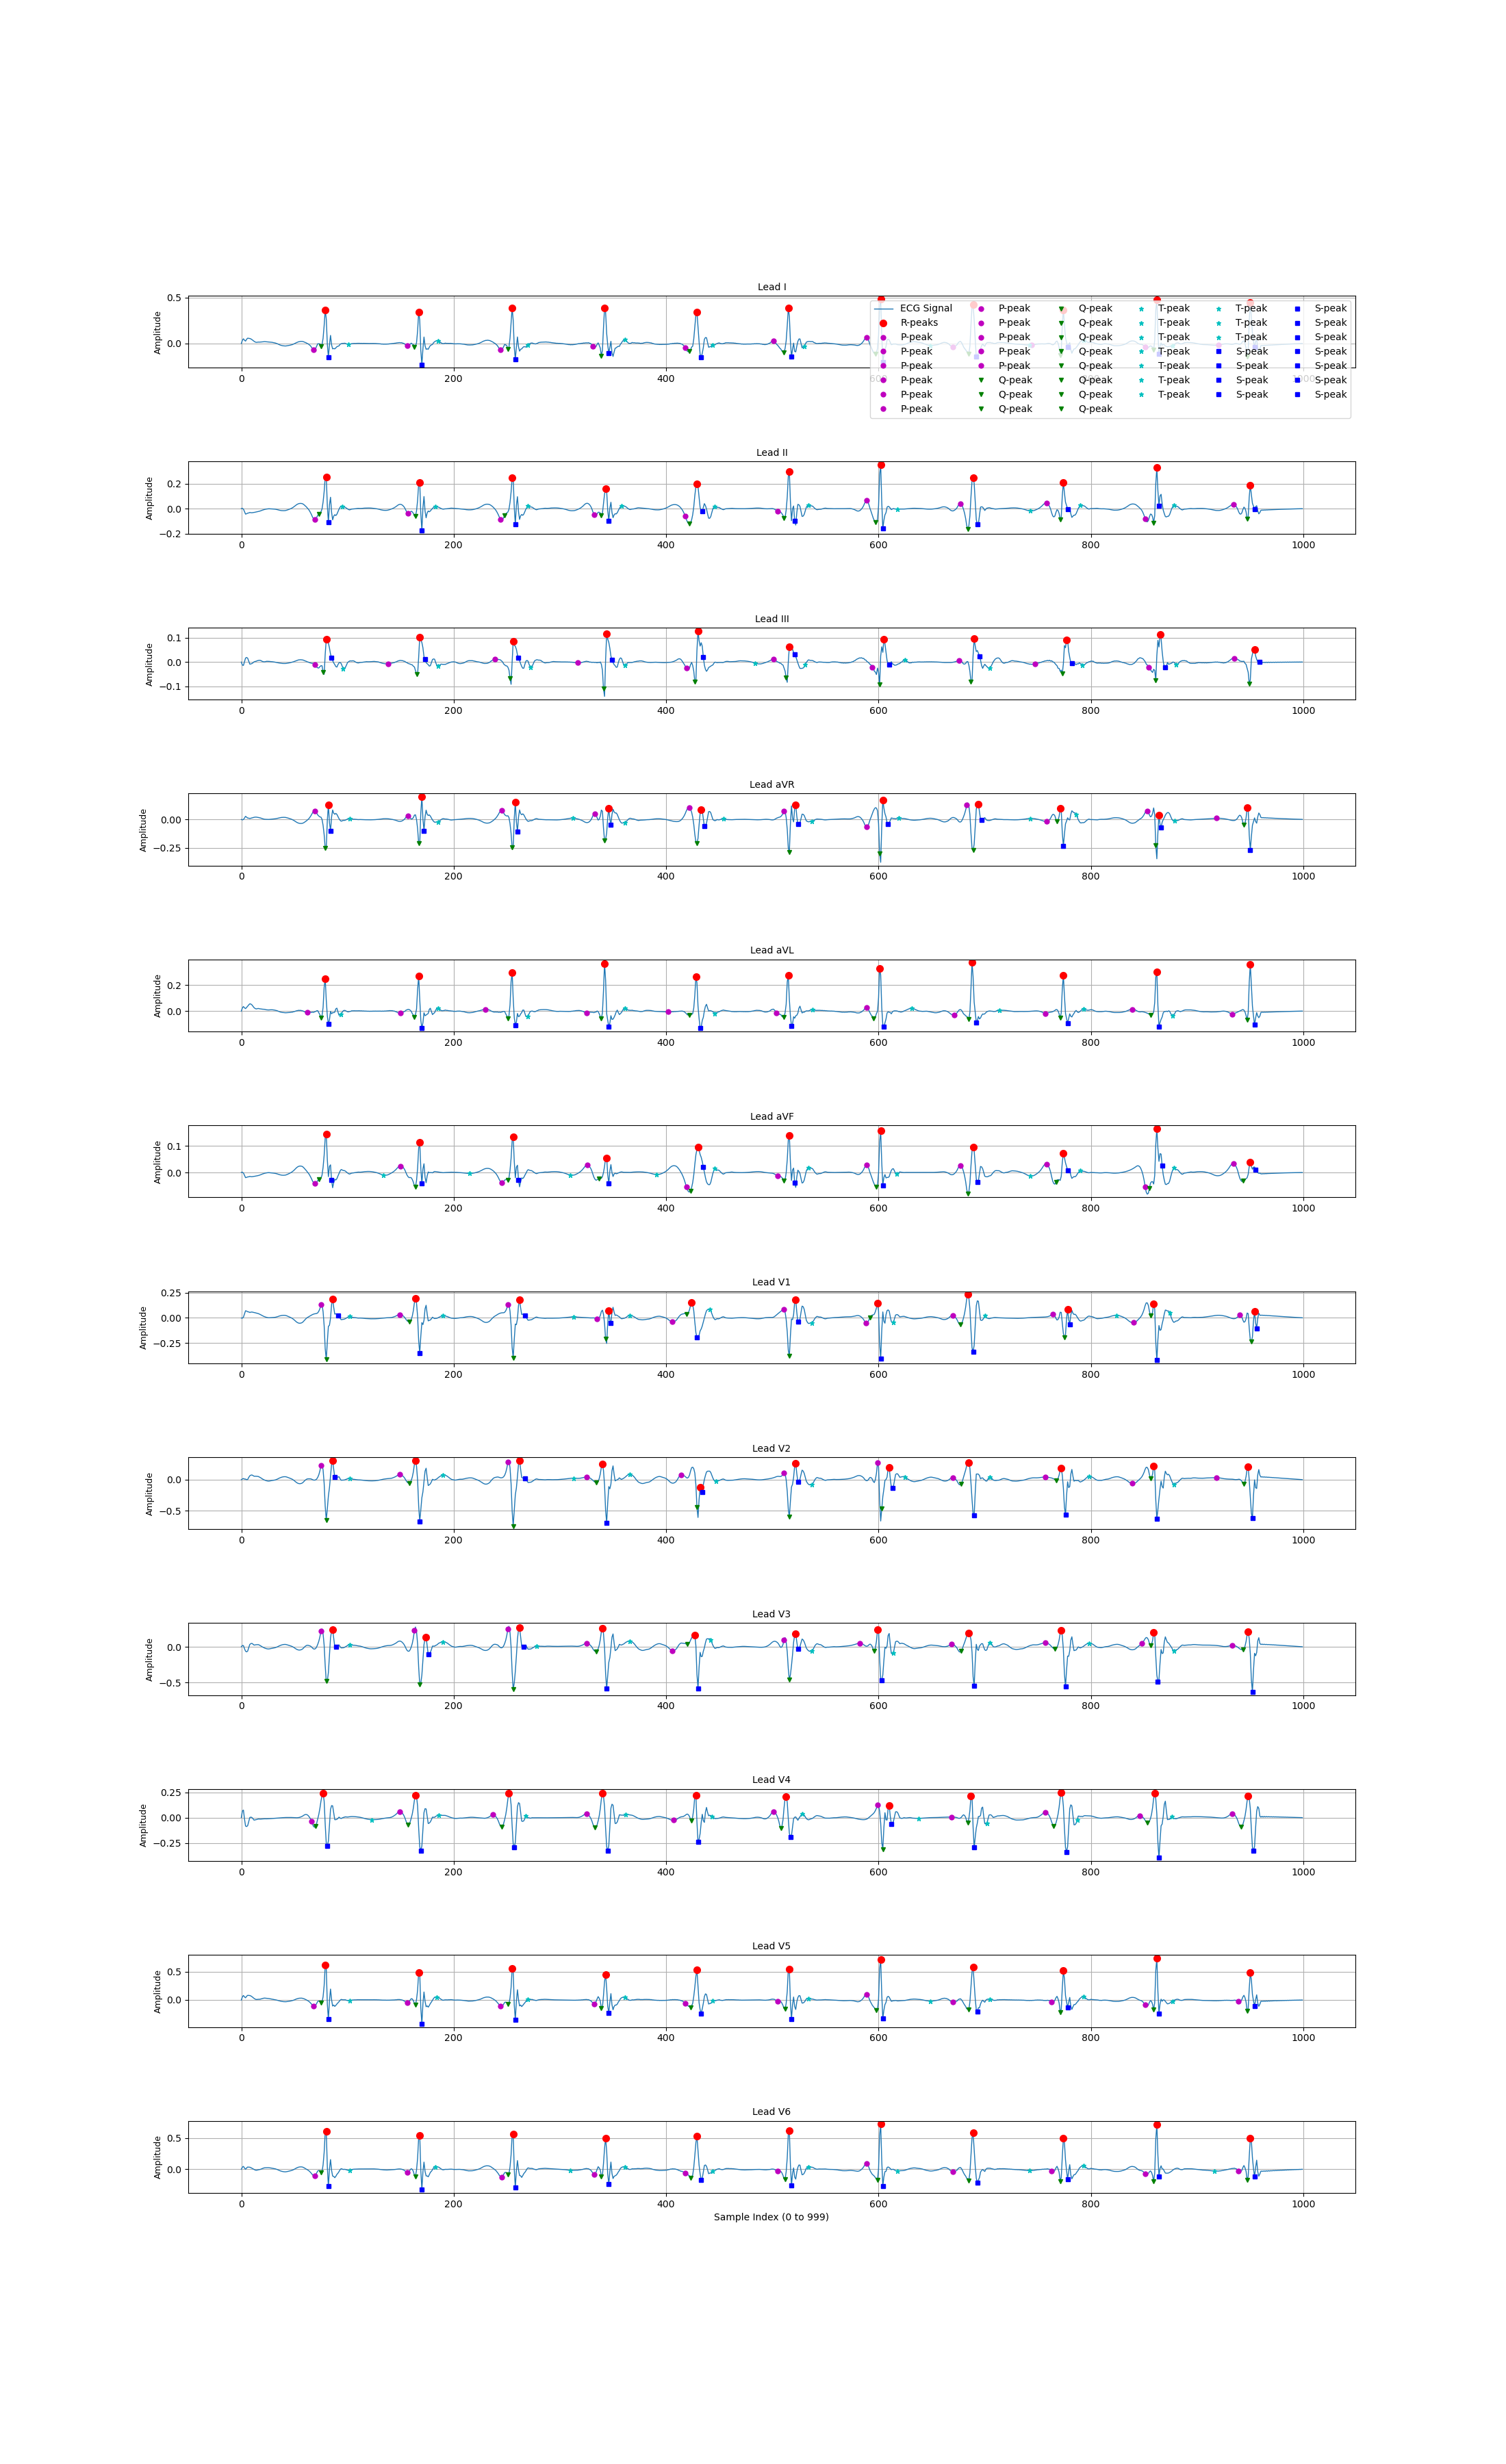 Lead I
Amplitude
0.5
0.0
0 200 400 600 1000
ECG Signal P-peak Q-peak T-peak T-peak S-peak
R-peaks P-peak Q-peak T-peak T-peak S-peak
P-peak P-peak Q-peak T-peak T-peak S-peak
P-peak P-peak Q-peak T-peak S-peak S-peak
P-peak P-peak Q-peak T-peak S-peak S-peak
P-peak Q-peak Q-peak T-peak S-peak S-peak
P-peak Q-peak Q-peak T-peak S-peak S-peak
P-peak Q-peak Q-peak
Lead II
Amplitude
0.2
0.0
−0.2
0 200 400 600 800 1000
Lead III
Amplitude
0.1
0.0
−0.1
0 200 400 600 800 1000
Lead aVR
Amplitude
0.00
−0.25
0 200 400 600 800 1000
Lead aVL
Amplitude
0.2
0.0
0 200 400 600 800 1000
Lead aVF
Amplitude
0.1
0.0
0 200 400 600 800 1000
Lead V1
Amplitude
0.25
0.00
−0.25
0 200 400 600 800 1000
Lead V2
Amplitude
0.0
−0.5
0 200 400 600 800 1000
Lead V3
Amplitude
0.0
−0.5
0 200 400 600 800 1000
Lead V4
Amplitude
0.25
0.00
−0.25
0 200 400 600 800 1000
Lead V5
Amplitude
0.5
0.0
0 200 400 600 800 1000
Lead V6
Amplitude
0.5
0.0
0 200 400 600 800 1000
Sample Index (0 to 999)